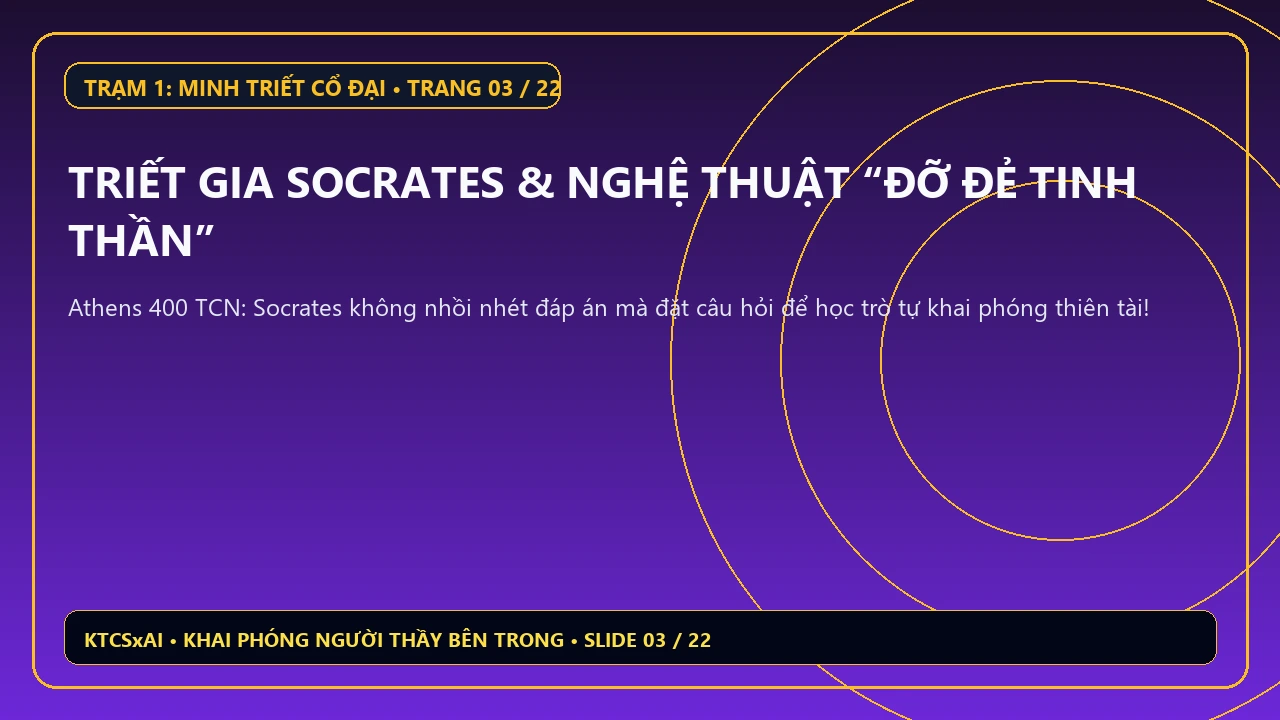 TRẠM 1: MINH TRIẾT CỔ ĐẠI • TRANG 03 / 22
TRIẾT GIA SOCRATES & NGHỆ THUẬT “ĐỠ ĐẺ TINH
THẦN”
Athens 400 TCN: Socrates không nhồi nhét đáp án mà đặt câu hỏi để học trò tự khai phóng thiên tài!
KTCSxAI • KHAI PHÓNG NGƯỜI THẦY BÊN TRONG • SLIDE 03 / 22